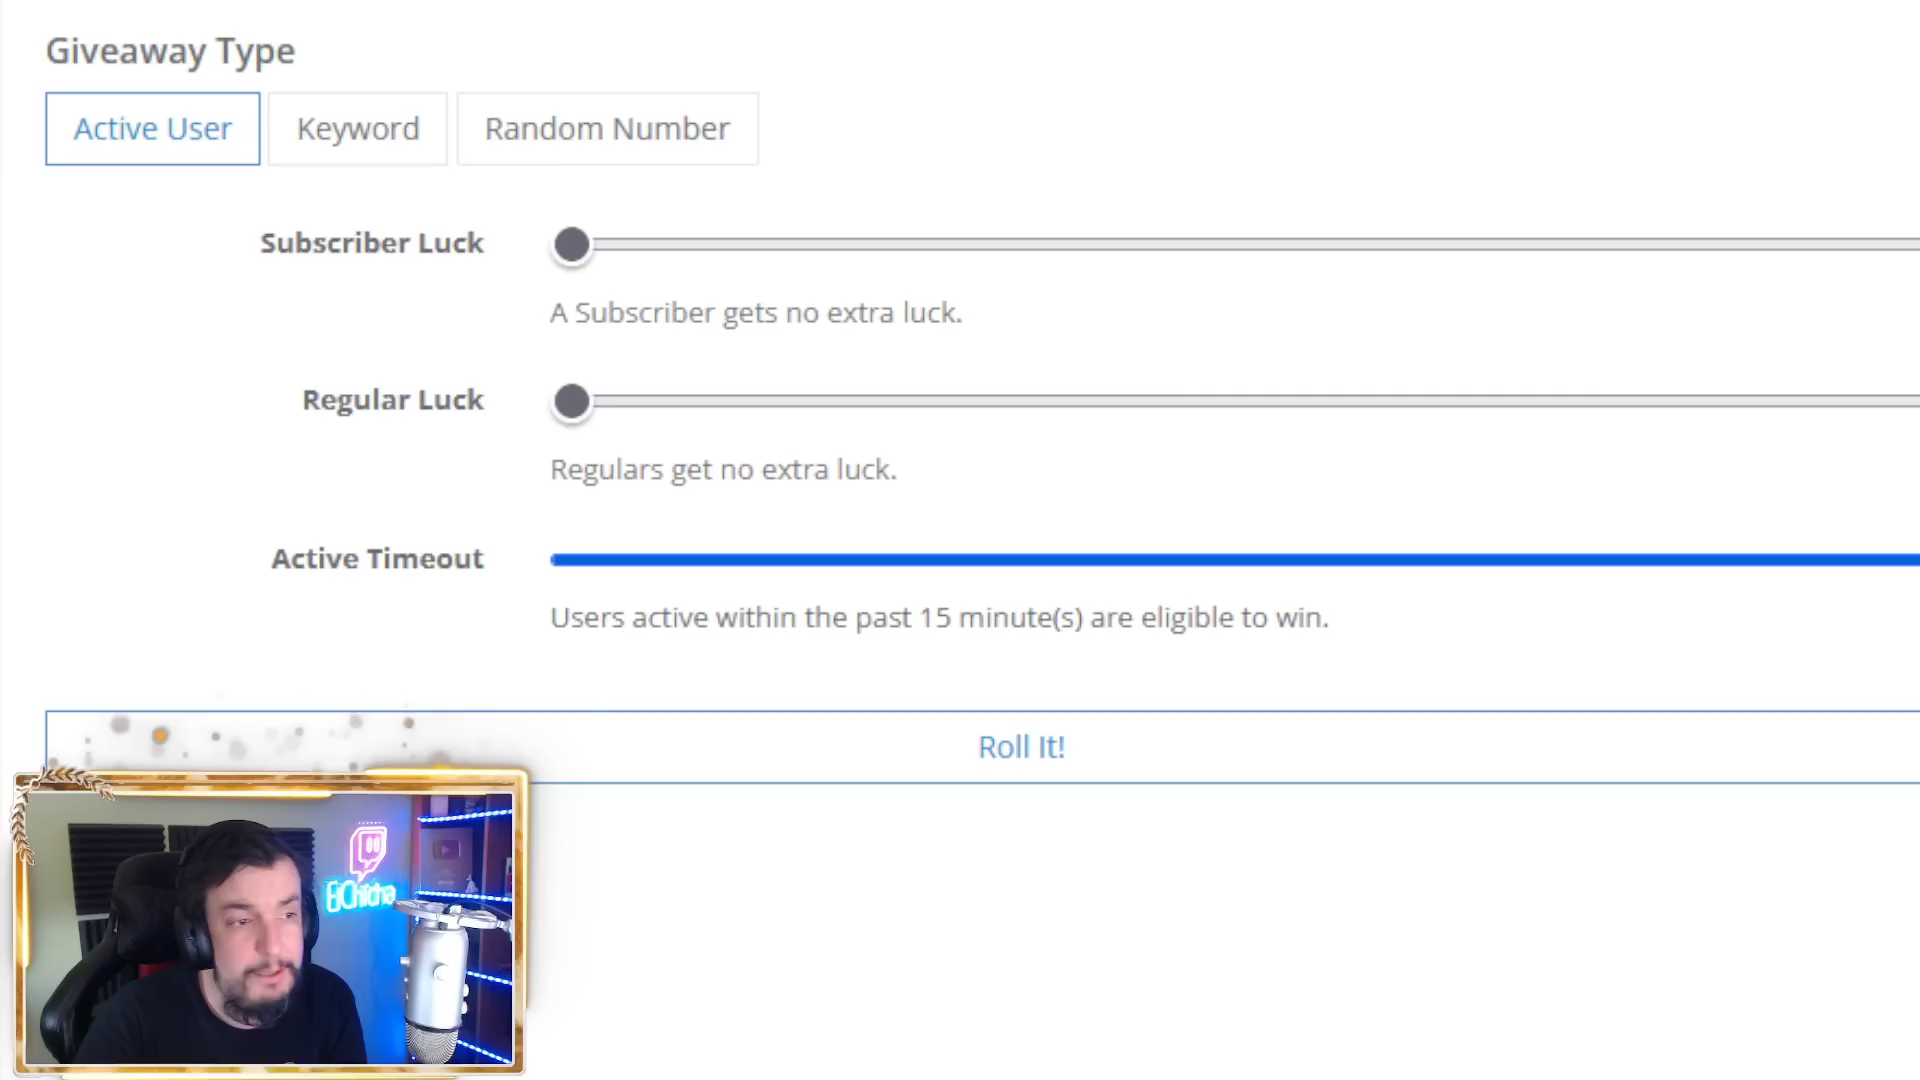 Giveaway Type
Active User Keyword Random Number
Subscriber Luck
A Subscriber gets no extra luck.
Regular Luck
Regulars get no extra luck.
Active Timeout
Users active within the past 15 minute(s) are eligible to win.
Roll It!
ElChicha